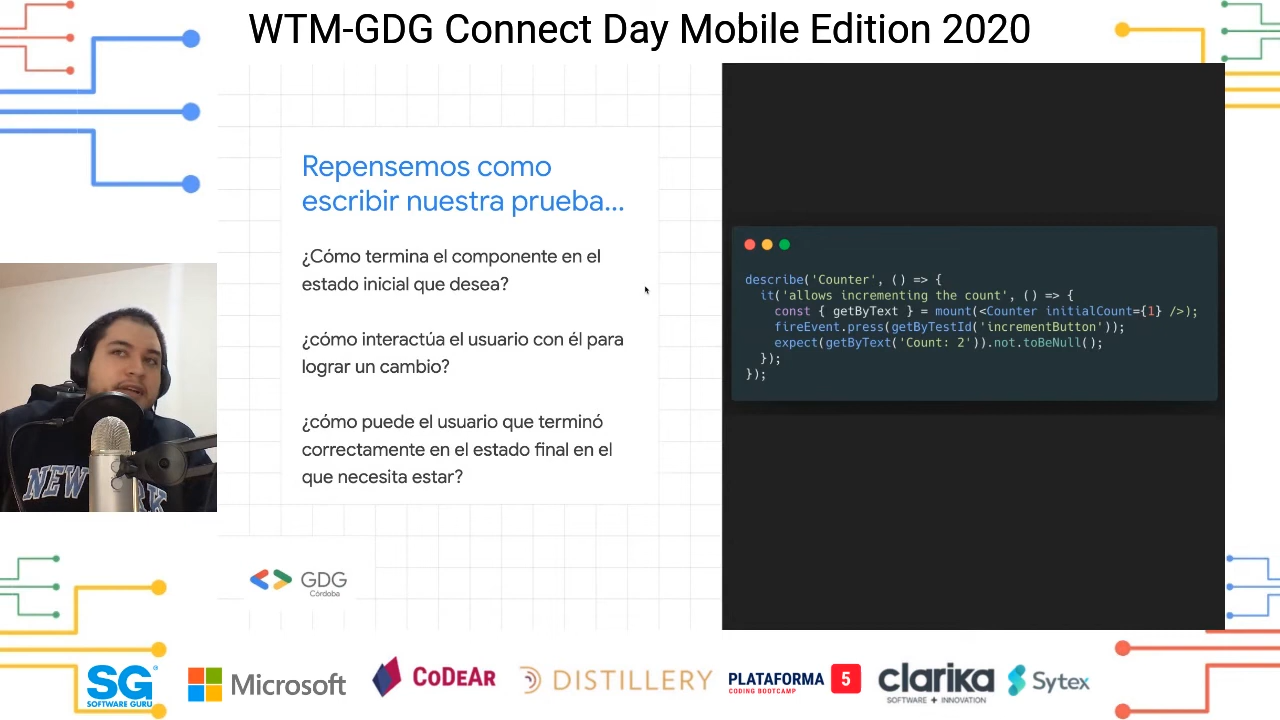 WTM-GDG Connect Day Mobile Edition 2020
Repensemos como
escribir nuestra prueba...
¿Cómo termina el componente en el
estado inicial que desea?
¿cómo interactúa el usuario con él para
lograr un cambio?
¿cómo puede el usuario que terminó
correctamente en el estado final en el
que necesita estar?
GDG
Córdoba
describe('Counter', () => {
it('allows incrementing the count', () => {
const { getByText } = mount(<Counter initialCount={1} />);
fireEvent.press(getByTestId('incrementButton'));
expect(getByText('Count: 2')).not.toBeNull();
});
});
NEW
SG
SOFTWARE GURU
Microsoft
CoDeAr
DISTILLERY
PLATAFORMA 5
CODING BOOTCAMP
clarika
SOFTWARE + INNOVATION
Sytex